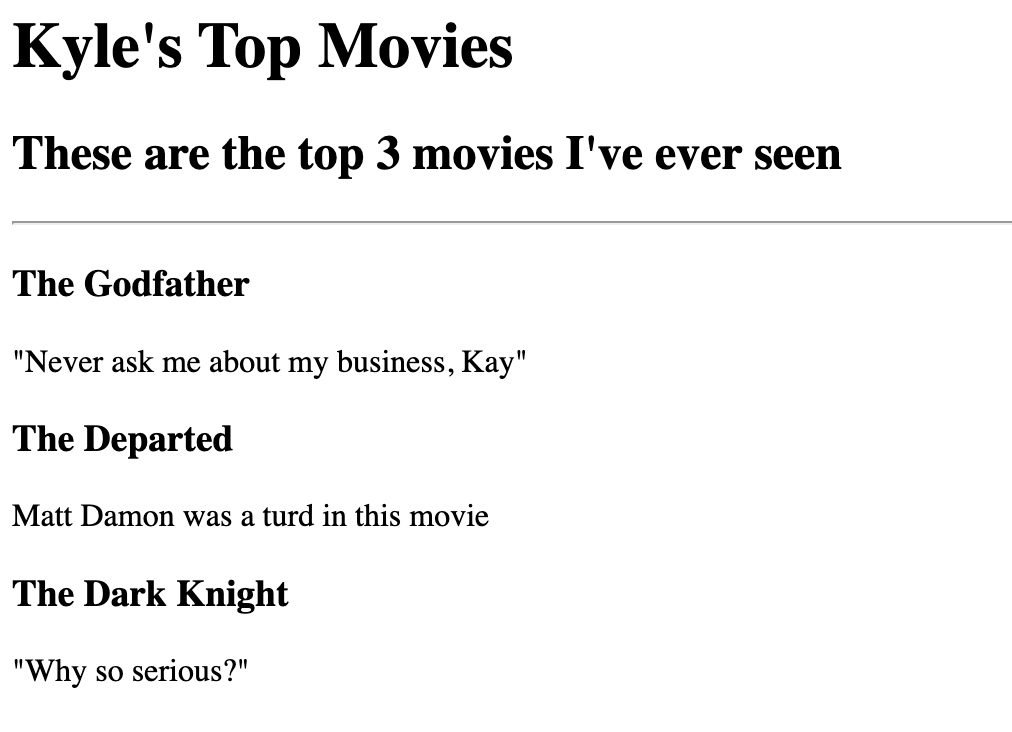 Kyle's Top Movies
These are the top 3 movies I've ever seen
The Godfather
"Never ask me about my business, Kay"
The Departed
Matt Damon was a turd in this movie
The Dark Knight
"Why so serious?"